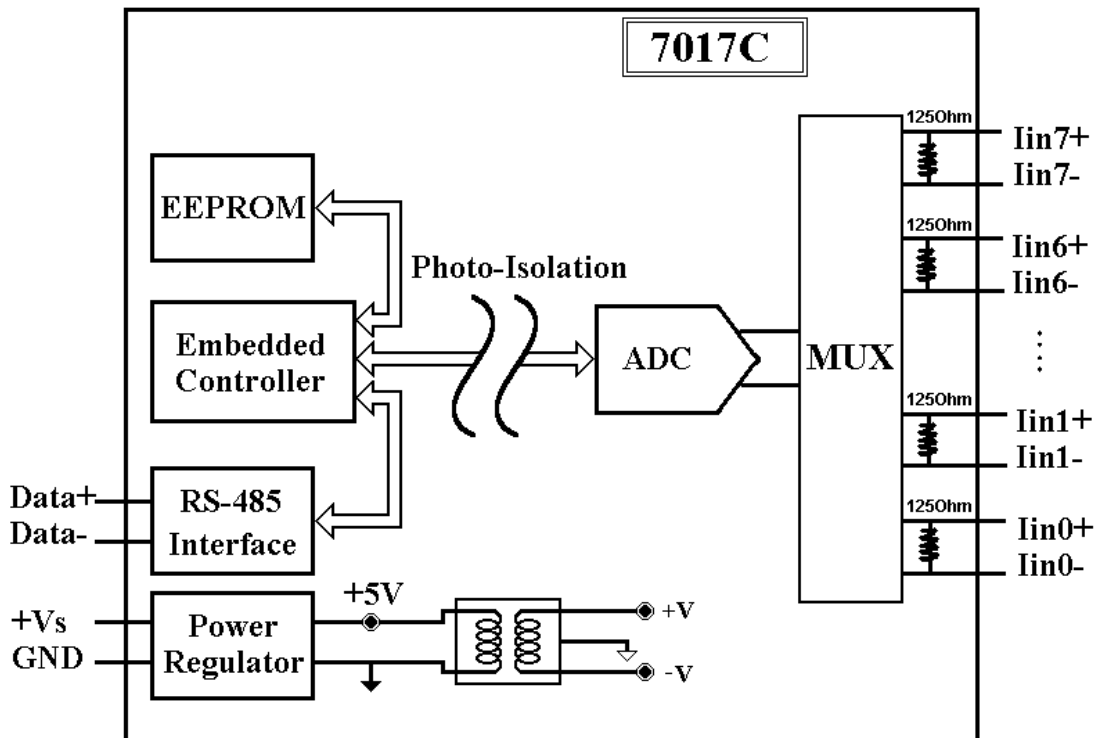 7017C
125Ohm
Iin7+
Iin7-
EEPROM
125Ohm
Iin6+
Iin6-
Photo-Isolation
Embedded
Controller
ADC
MUX
....
125Ohm
Iin1+
Iin1-
Data+
Data-
RS-485
Interface
125Ohm
Iin0+
Iin0-
+Vs
GND
Power
Regulator
+5V
+V
-V